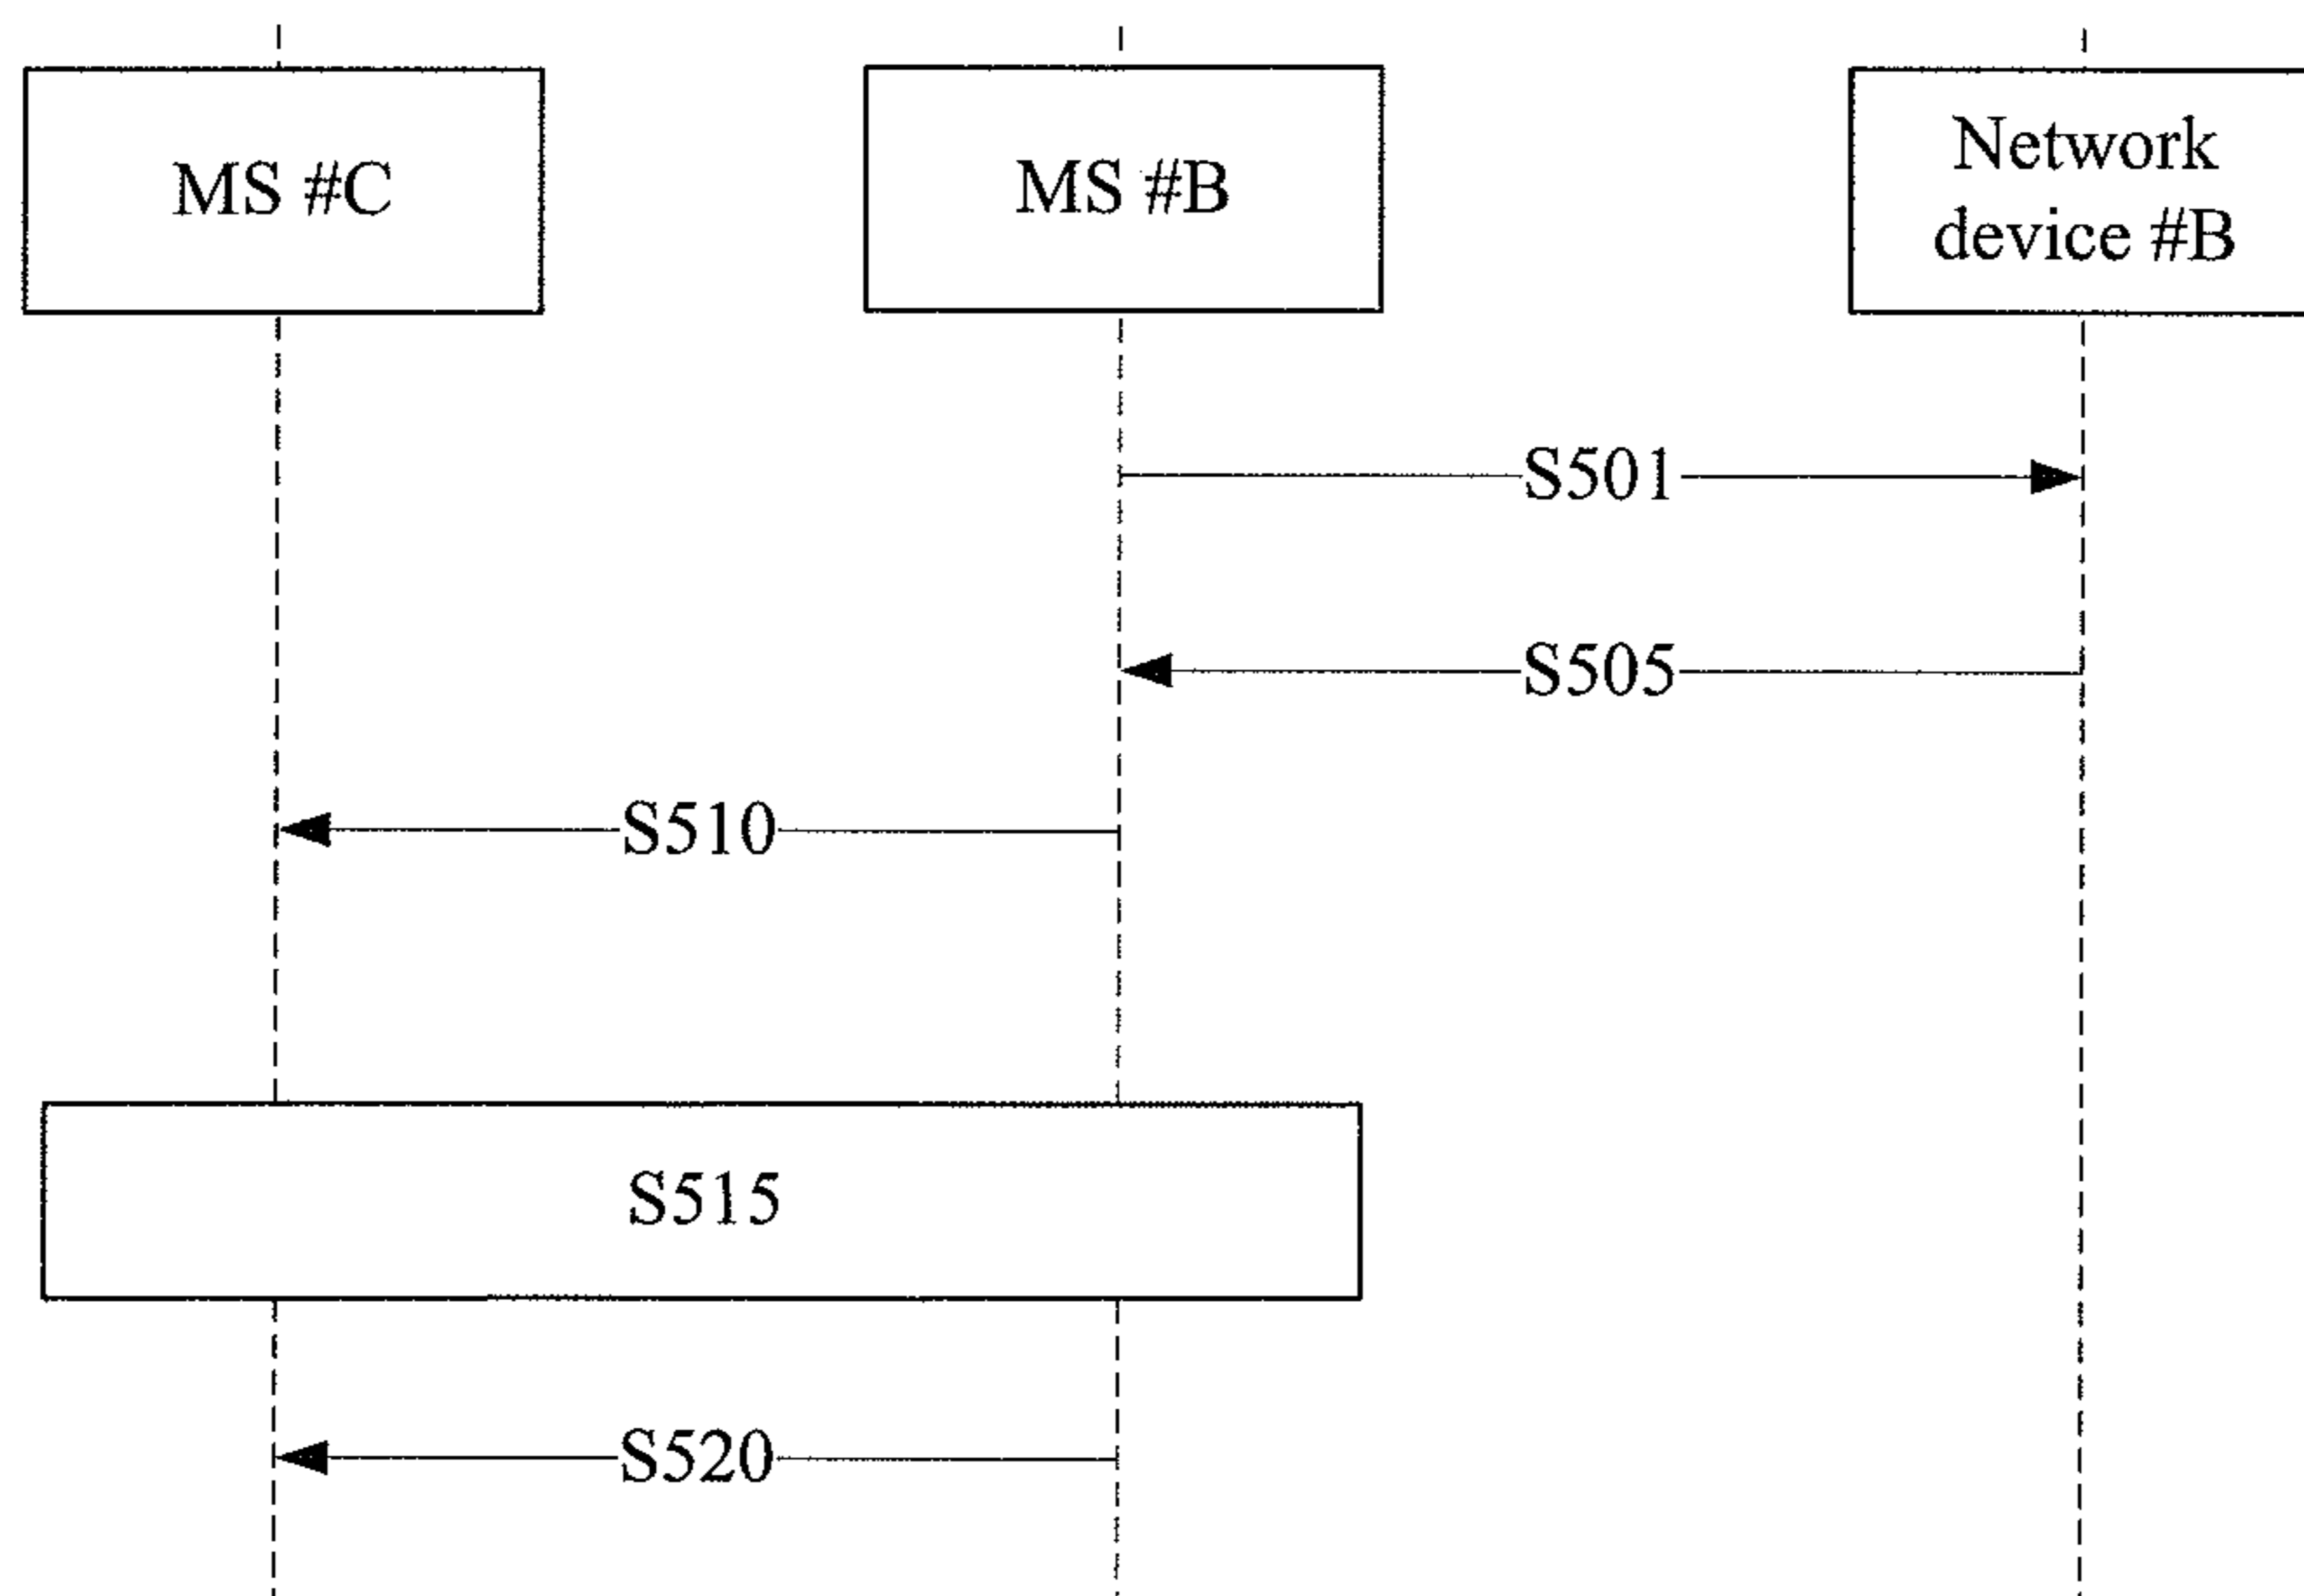 MS #C
MS #B
Network
device #B
S501
S505
S510
S515
S520